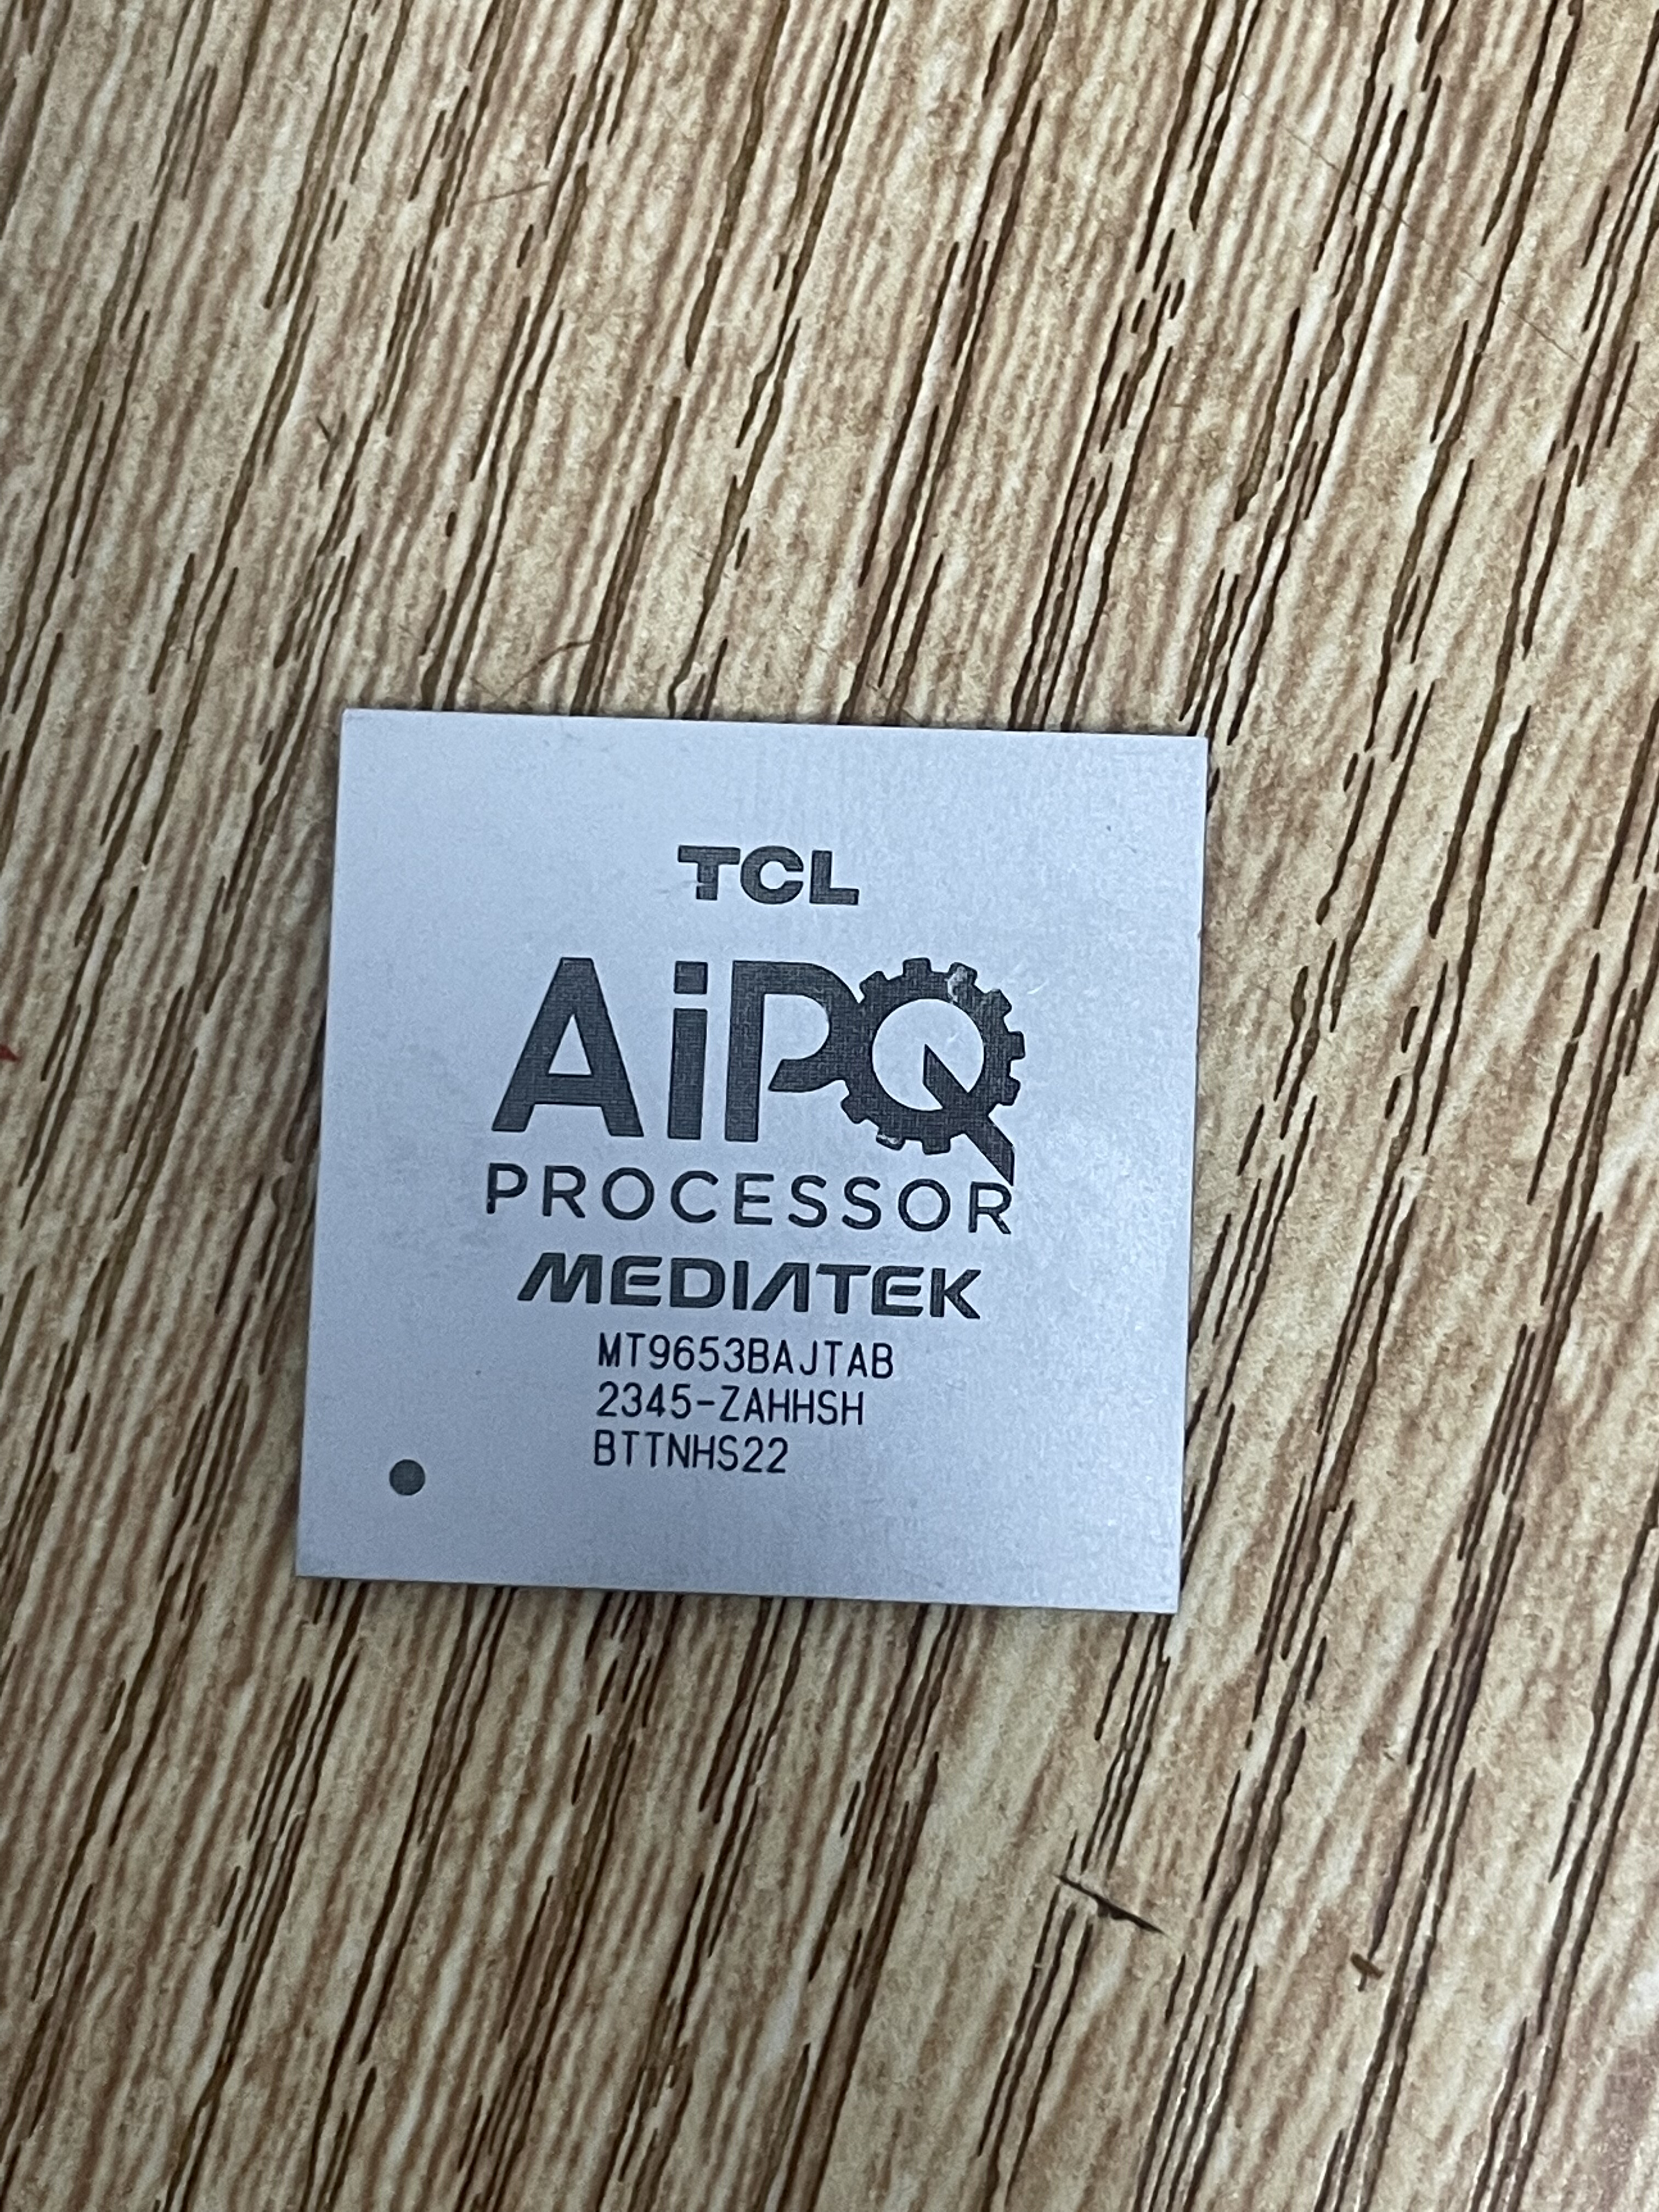 TCL
AiPQ
PROCESSOR
MEDIATEK
MT9653BAJTAB
2345-ZAHHSH
BTTNHS22